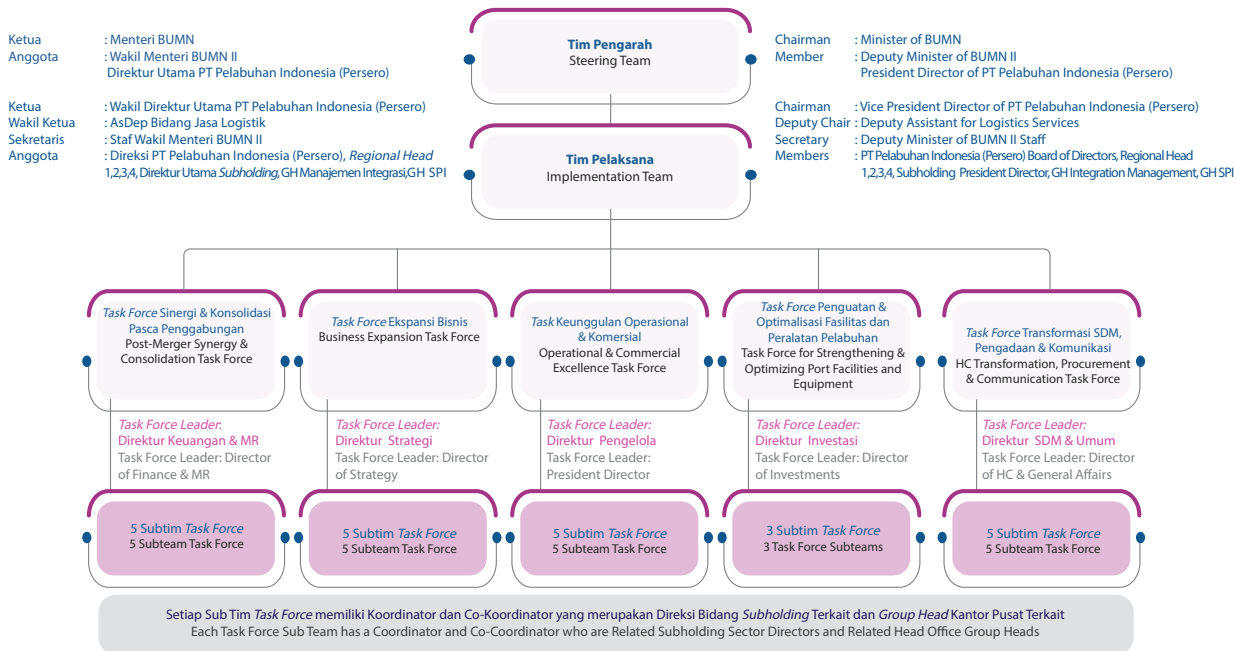 Ketua : Menteri BUMN
Anggota : Wakil Menteri BUMN II
Direktur Utama PT Pelabuhan Indonesia (Persero)
Tim Pengarah
Steering Team
Chairman : Minister of BUMN
Member : Deputy Minister of BUMN II
President Director of PT Pelabuhan Indonesia (Persero)
Ketua : Wakil Direktur Utama PT Pelabuhan Indonesia (Persero)
Wakil Ketua : AsDep Bidang Jasa Logistik
Sekretaris : Staf Wakil Menteri BUMN II
Anggota : Direksi PT Pelabuhan Indonesia (Persero), Regional Head
1,2,3,4, Direktur Utama Subholding, GH Manajemen Integrasi,GH SPI
Tim Pelaksana
Implementation Team
Chairman : Vice President Director of PT Pelabuhan Indonesia (Persero)
Deputy Chair : Deputy Assistant for Logistics Services
Secretary : Deputy Minister of BUMN II Staff
Members : PT Pelabuhan Indonesia (Persero) Board of Directors, Regional Head
1,2,3,4, Subholding President Director, GH Integration Management, GH SPI
Task Force Sinergi & Konsolidasi
Pasca Penggabungan
Post-Merger Synergy &
Consolidation Task Force
Task Force Ekspansi Bisnis
Business Expansion Task Force
Task Keunggulan Operasional
& Komersial
Operational & Commercial
Excellence Task Force
Task Force Penguatan &
Optimalisasi Fasilitas dan
Peralatan Pelabuhan
Task Force for Strengthening &
Optimizing Port Facilities and
Equipment
Task Force Transformasi SDM,
Pengadaan & Komunikasi
HC Transformation, Procurement
& Communication Task Force
Task Force Leader:
Direktur Keuangan & MR
Task Force Leader: Director
of Finance & MR
Task Force Leader:
Direktur Strategi
Task Force Leader: Director
of Strategy
Task Force Leader:
Direktur Pengelola
Task Force Leader:
President Director
Task Force Leader:
Direktur Investasi
Task Force Leader: Director
of Investments
Task Force Leader:
Direktur SDM & Umum
Task Force Leader: Director
of HC & General Affairs
5 Subtim Task Force
5 Subteam Task Force
5 Subtim Task Force
5 Subteam Task Force
5 Subtim Task Force
5 Subteam Task Force
3 Subtim Task Force
3 Task Force Subteams
5 Subtim Task Force
5 Subteam Task Force
Setiap Sub Tim Task Force memiliki Koordinator dan Co-Koordinator yang merupakan Direksi Bidang Subholding Terkait dan Group Head Kantor Pusat Terkait
Each Task Force Sub Team has a Coordinator and Co-Coordinator who are Related Subholding Sector Directors and Related Head Office Group Heads